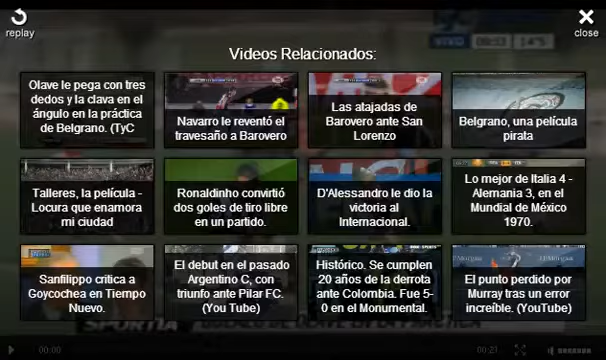 replay
close
VIVO
Videos Relacionados:
Olave le pega con tres
dedos y la clava en el
ángulo en la práctica
de Belgrano. (TyC
Navarro le reventó el
travesaño a Barovero
Las atajadas de
Barovero ante San
Lorenzo
Belgrano, una película
pirata
Talleres, la película -
Locura que enamora
mi ciudad
Ronaldinho convirtió
dos goles de tiro libre
en un partido.
D'Alessandro le dio la
victoria al
Internacional.
Lo mejor de Italia 4 -
Alemania 3, en el
Mundial de México
1970.
Sanfilippo critica a
Goycochea en Tiempo
Nuevo.
El debut en el pasado
Argentino C, con
triunfo ante Pilar FC.
(You Tube)
Histórico. Se cumplen
20 años de la derrota
ante Colombia. Fue 5-
0 en el Monumental.
El punto perdido por
Murray tras un error
increíble. (YouTube)
00:00
00:21